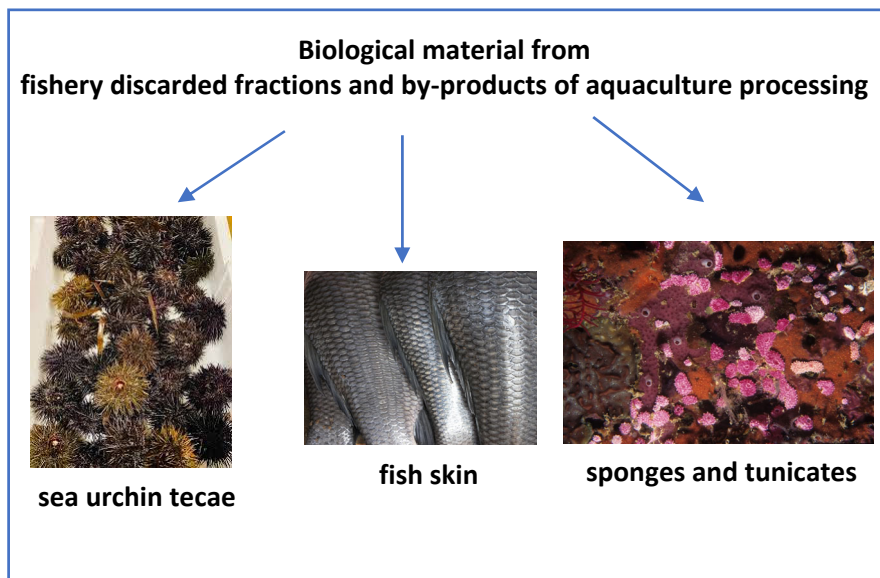 Biological material from
fishery discarded fractions and by-products of aquaculture processing
sea urchin tecae
fish skin
sponges and tunicates